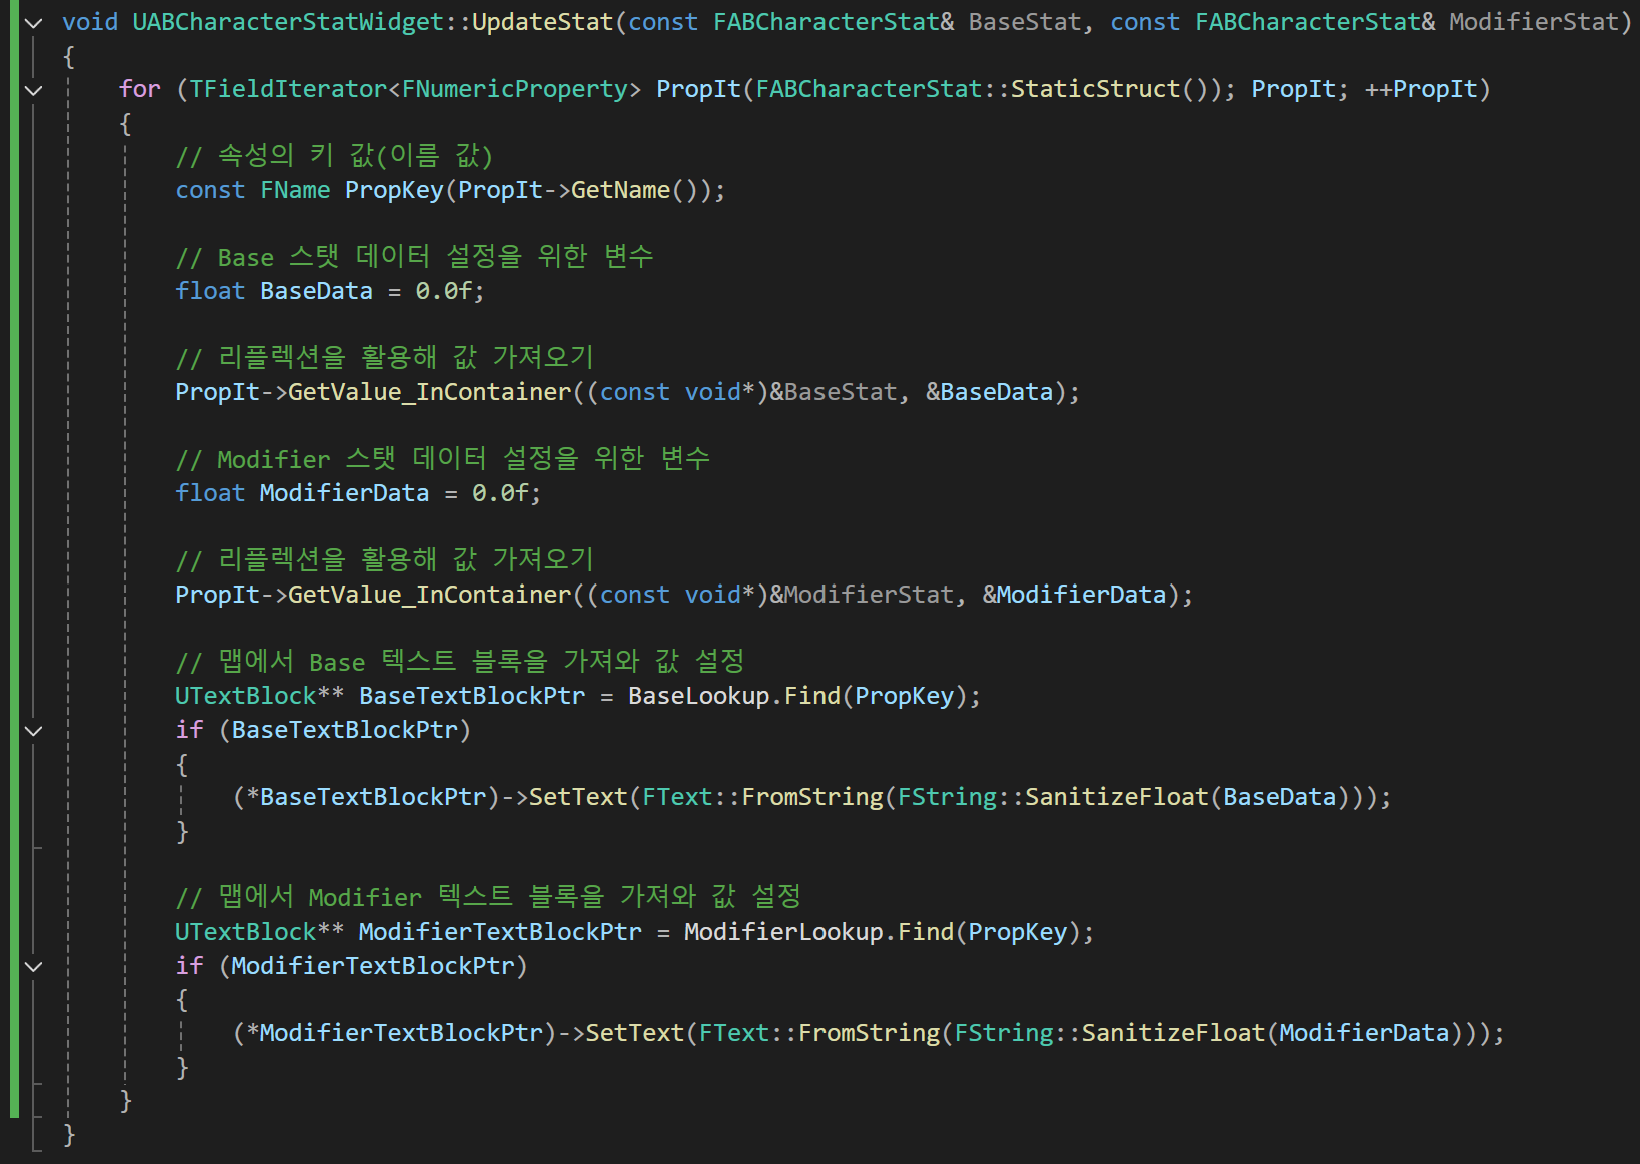 void UABCharacterStatWidget::UpdateStat(const FABCharacterStat& BaseStat, const FABCharacterStat& ModifierStat)
{
for (TFieldIterator<FNumericProperty> PropIt(FABCharacterStat::StaticStruct()); PropIt; ++PropIt)
{
// 속성의 키 값(이름 값)
const FName PropKey(PropIt->GetName());
// Base 스탯 데이터 설정을 위한 변수
float BaseData = 0.0f;
// 리플렉션을 활용해 값 가져오기
PropIt->GetValue_InContainer((const void*)&BaseStat, &BaseData);
// Modifier 스탯 데이터 설정을 위한 변수
float ModifierData = 0.0f;
// 리플렉션을 활용해 값 가져오기
PropIt->GetValue_InContainer((const void*)&ModifierStat, &ModifierData);
// 맵에서 Base 텍스트 블록을 가져와 값 설정
UTextBlock** BaseTextBlockPtr = BaseLookup.Find(PropKey);
if (BaseTextBlockPtr)
{
(*BaseTextBlockPtr)->SetText(FText::FromString(FString::SanitizeFloat(BaseData)));
}
// 맵에서 Modifier 텍스트 블록을 가져와 값 설정
UTextBlock** ModifierTextBlockPtr = ModifierLookup.Find(PropKey);
if (ModifierTextBlockPtr)
{
(*ModifierTextBlockPtr)->SetText(FText::FromString(FString::SanitizeFloat(ModifierData)));
}
}
}